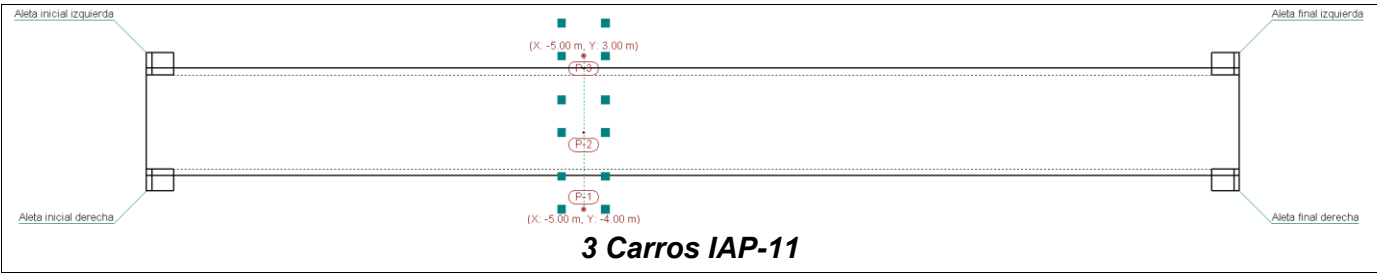 Aleta inicial izquierda
Aleta final izquierda
(X: -5.00 m, Y: 3.00 m)
P-3
P-2
P-1
Aleta inicial derecha
(X: -5.00 m, Y: -4.00 m)
Aleta final derecha
3 Carros IAP-11